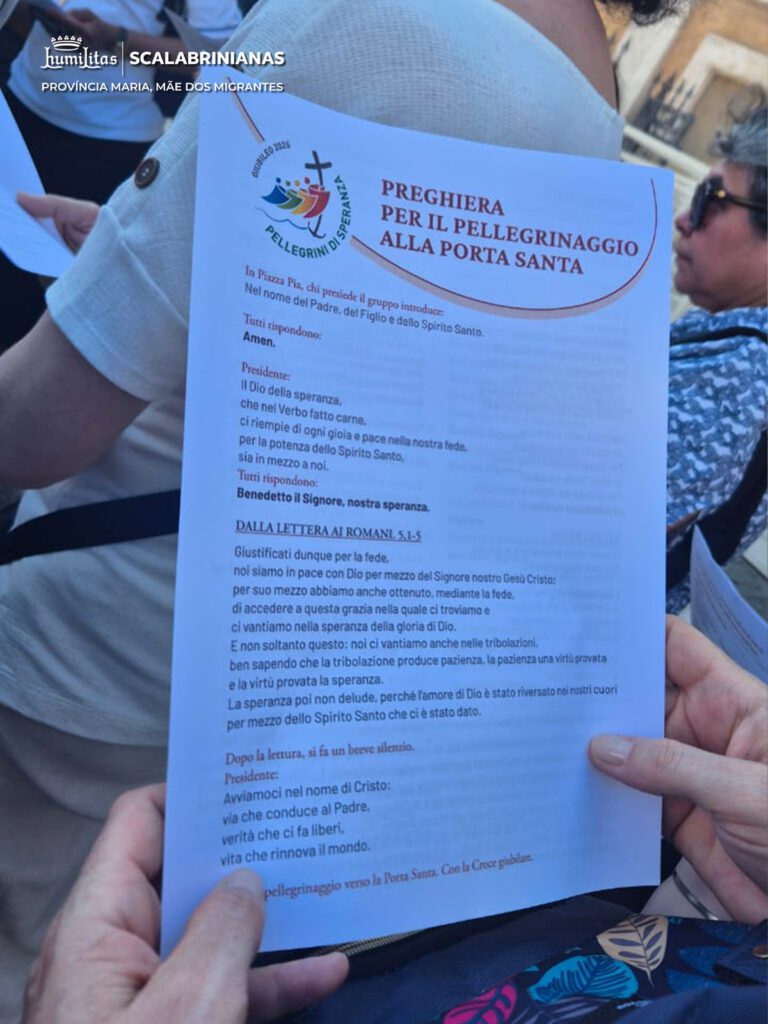 Humilitas
SCALABRINIANAS
PROVÍNCIA MARIA, MÃE DOS MIGRANTES
GIUBILEO 2025
PELLEGRINI DI SPERANZA
PREGHIERA
PER IL PELLEGRINAGGIO
ALLA PORTA SANTA
In Piazza Pia, chi presiede il gruppo introduce:
Nel nome del Padre, del Figlio e dello Spirito Santo.
Tutti rispondono:
Amen.
Presidente:
Il Dio della speranza,
che nel Verbo fatto carne,
ci riempie di ogni gioia e pace nella nostra fede,
per la potenza dello Spirito Santo,
sia in mezzo a noi.
Tutti rispondono:
Benedetto il Signore, nostra speranza.
DALLA LETTERA AI ROMANI. 5,1-5
Giustificati dunque per la fede,
noi siamo in pace con Dio per mezzo del Signore nostro Gesù Cristo;
per suo mezzo abbiamo anche ottenuto, mediante la fede,
di accedere a questa grazia nella quale ci troviamo e
ci vantiamo nella speranza della gloria di Dio.
E non soltanto questo: noi ci vantiamo anche nelle tribolazioni,
ben sapendo che la tribolazione produce pazienza, la pazienza una virtù provata
e la virtù provata la speranza.
La speranza poi non delude, perché l'amore di Dio è stato riversato nei nostri cuori
per mezzo dello Spirito Santo che ci è stato dato.
Dopo la lettura, si fa un breve silenzio.
Presidente:
Avviamoci nel nome di Cristo:
via che conduce al Padre,
verità che ci fa liberi,
vita che rinnova il mondo.
pellegrinaggio verso la Porta Santa. Con la Croce giubilare.